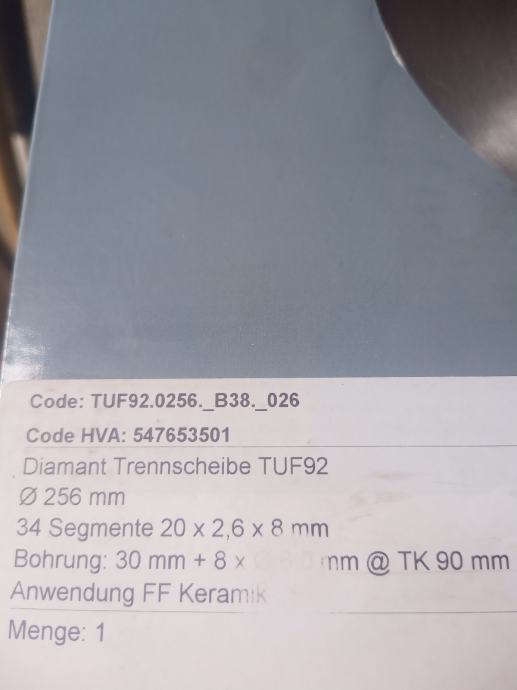 Code: TUF92.0256._B38._026
Code HVA: 547653501
Diamant Trennscheibe TUF92
Ø 256 mm
34 Segmente 20 x 2,6 x 8 mm
Bohrung: 30 mm + 8 x Ø mm @ TK 90 mm
Anwendung FF Keramik
Menge: 1